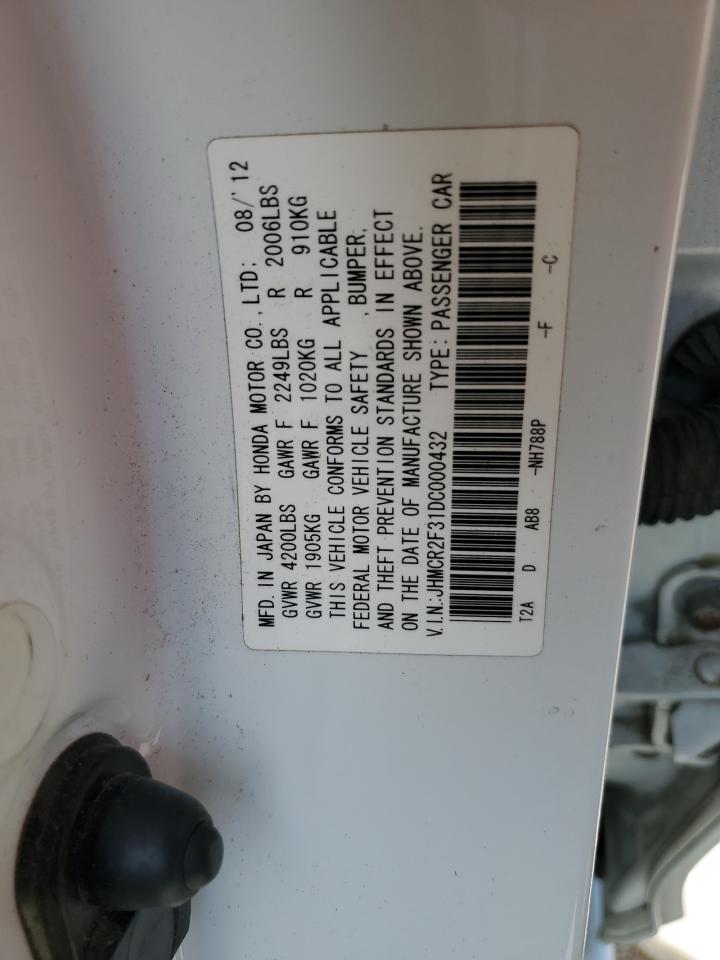 MFD. IN JAPAN BY HONDA MOTOR CO., LTD; 08/'12
GVWR 4200LBS GAWR F 2249LBS R 2006LBS
GVWR 1905KG GAWR F 1020KG R 910KG
THIS VEHICLE CONFORMS TO ALL APPLICABLE
FEDERAL MOTOR VEHICLE SAFETY ,BUMPER,
AND THEFT PREVENTION STANDARDS IN EFFECT
ON THE DATE OF MANUFACTURE SHOWN ABOVE.
V.I.N:JHMCR2F31DC000432 TYPE: PASSENGER CAR
T2A D AB8 -NH788P -F -C